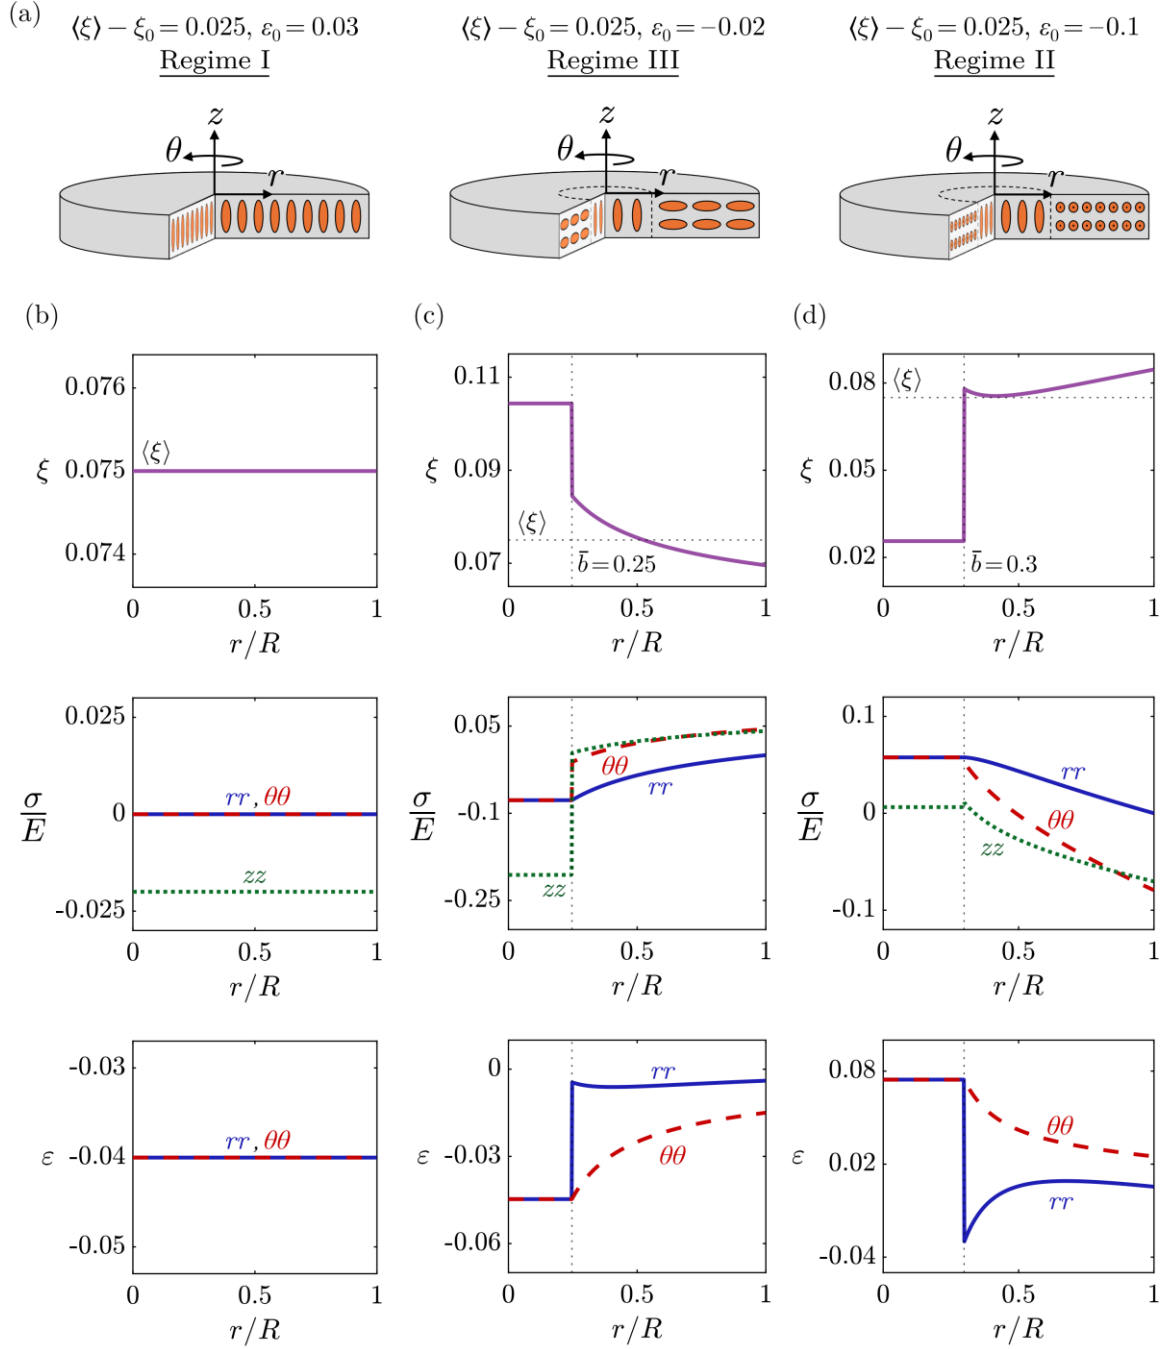 (a)
⟨ξ⟩ − ξ₀ = 0.025, ε₀ = 0.03
Regime I
⟨ξ⟩ − ξ₀ = 0.025, ε₀ = −0.02
Regime III
⟨ξ⟩ − ξ₀ = 0.025, ε₀ = −0.1
Regime II
z
θ
r
z
θ
r
z
θ
r
(b)
0.076
0.075
0.074
ξ
⟨ξ⟩
0 0.5 1
r/R
(c)
0.11
0.09
0.07
ξ
⟨ξ⟩
b̄ = 0.25
0 0.5 1
r/R
(d)
0.08
0.05
0.02
ξ
⟨ξ⟩
b̄ = 0.3
0 0.5 1
r/R
0.025
0
-0.025
σ
E
rr, θθ
zz
0 0.5 1
r/R
0.05
-0.1
-0.25
σ
E
θθ
rr
zz
0 0.5 1
r/R
0.1
0
-0.1
σ
E
rr
θθ
zz
0 0.5 1
r/R
-0.03
-0.04
-0.05
ε
rr, θθ
0 0.5 1
r/R
0
-0.03
-0.06
ε
rr
θθ
0 0.5 1
r/R
0.08
0.02
-0.04
ε
θθ
rr
0 0.5 1
r/R